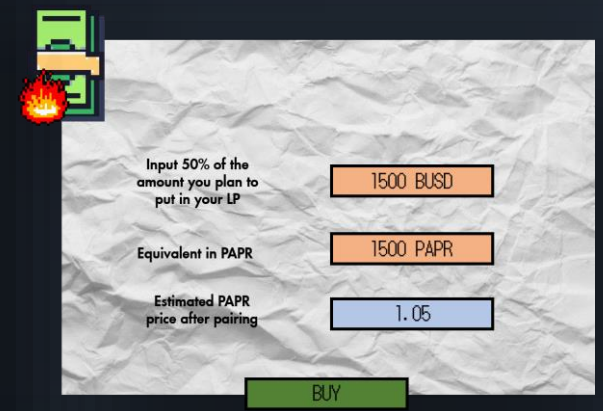 Input 50% of the
amount you plan to
put in your LP
1500 BUSD
Equivalent in PAPR
1500 PAPR
Estimated PAPR
price after pairing
1.05
BUY